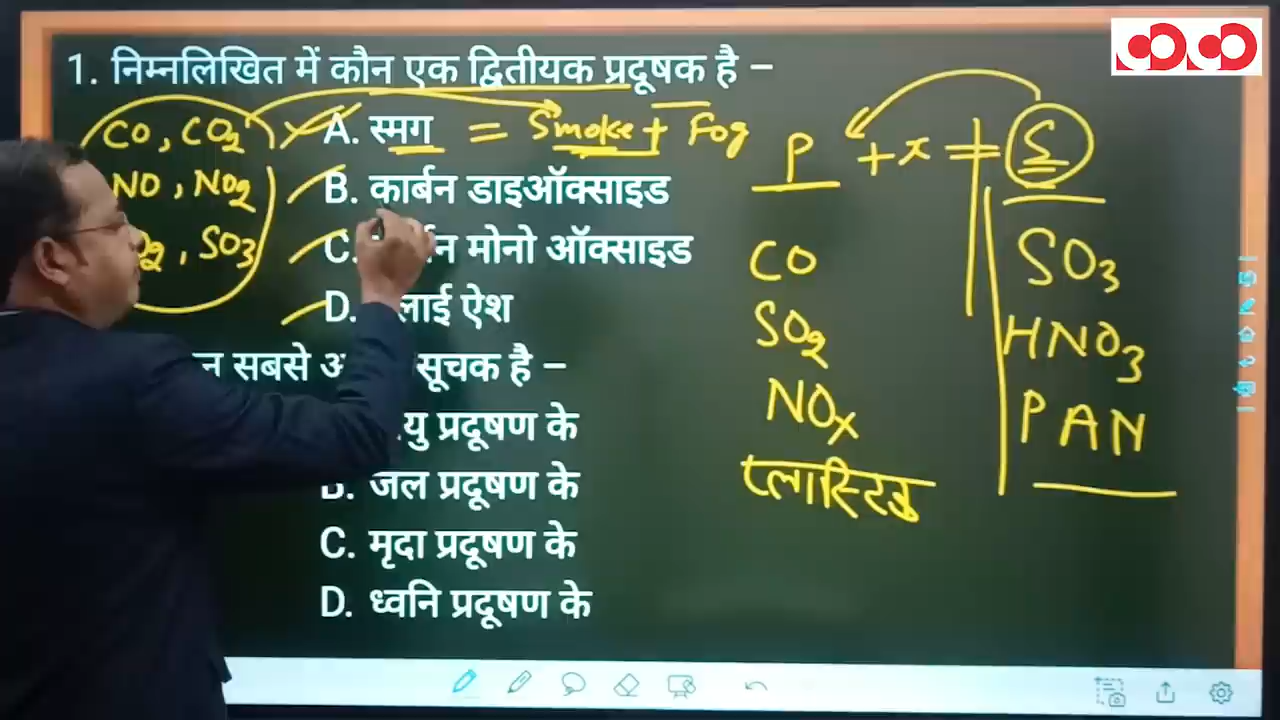 1. निम्नलिखित में कौन एक द्वितीयक प्रदूषक है –
CO, CO2
NO, NO2
, SO3
A. स्मग = Smoke + Fog
B. कार्बन डाइऑक्साइड
C. मोनो ऑक्साइड
D. ऐश
सबसे सूचक है –
प्रदूषण के
B. जल प्रदूषण के
C. मृदा प्रदूषण के
D. ध्वनि प्रदूषण के
P + x = S
CO
SO2
NOx
प्लास्टिक
SO3
HNO3
PAN